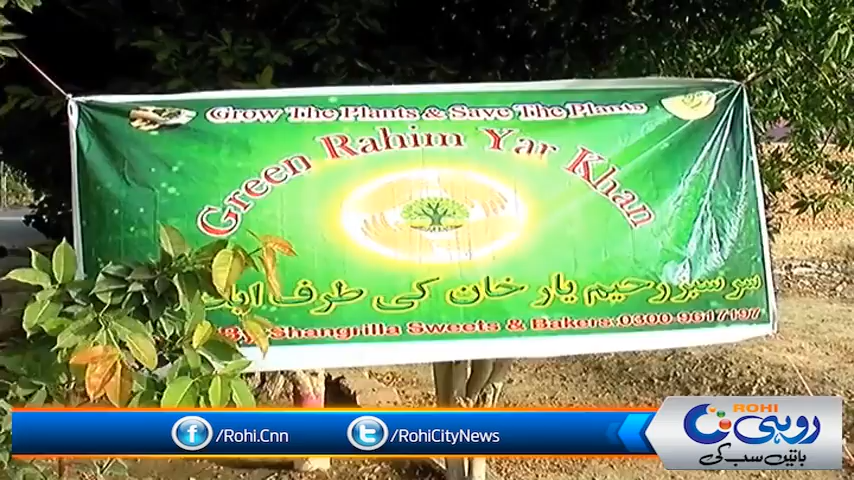 Grow The Plants & Save The Plants
Green Rahim Yar Khan
سرسبز رحیم یار خان کی طرف
By Shangrilla Sweets & Bakers.0300 9617197
/Rohi.Cnn
/RohiCityNews
ROHI
روہی
باتیں سب کی